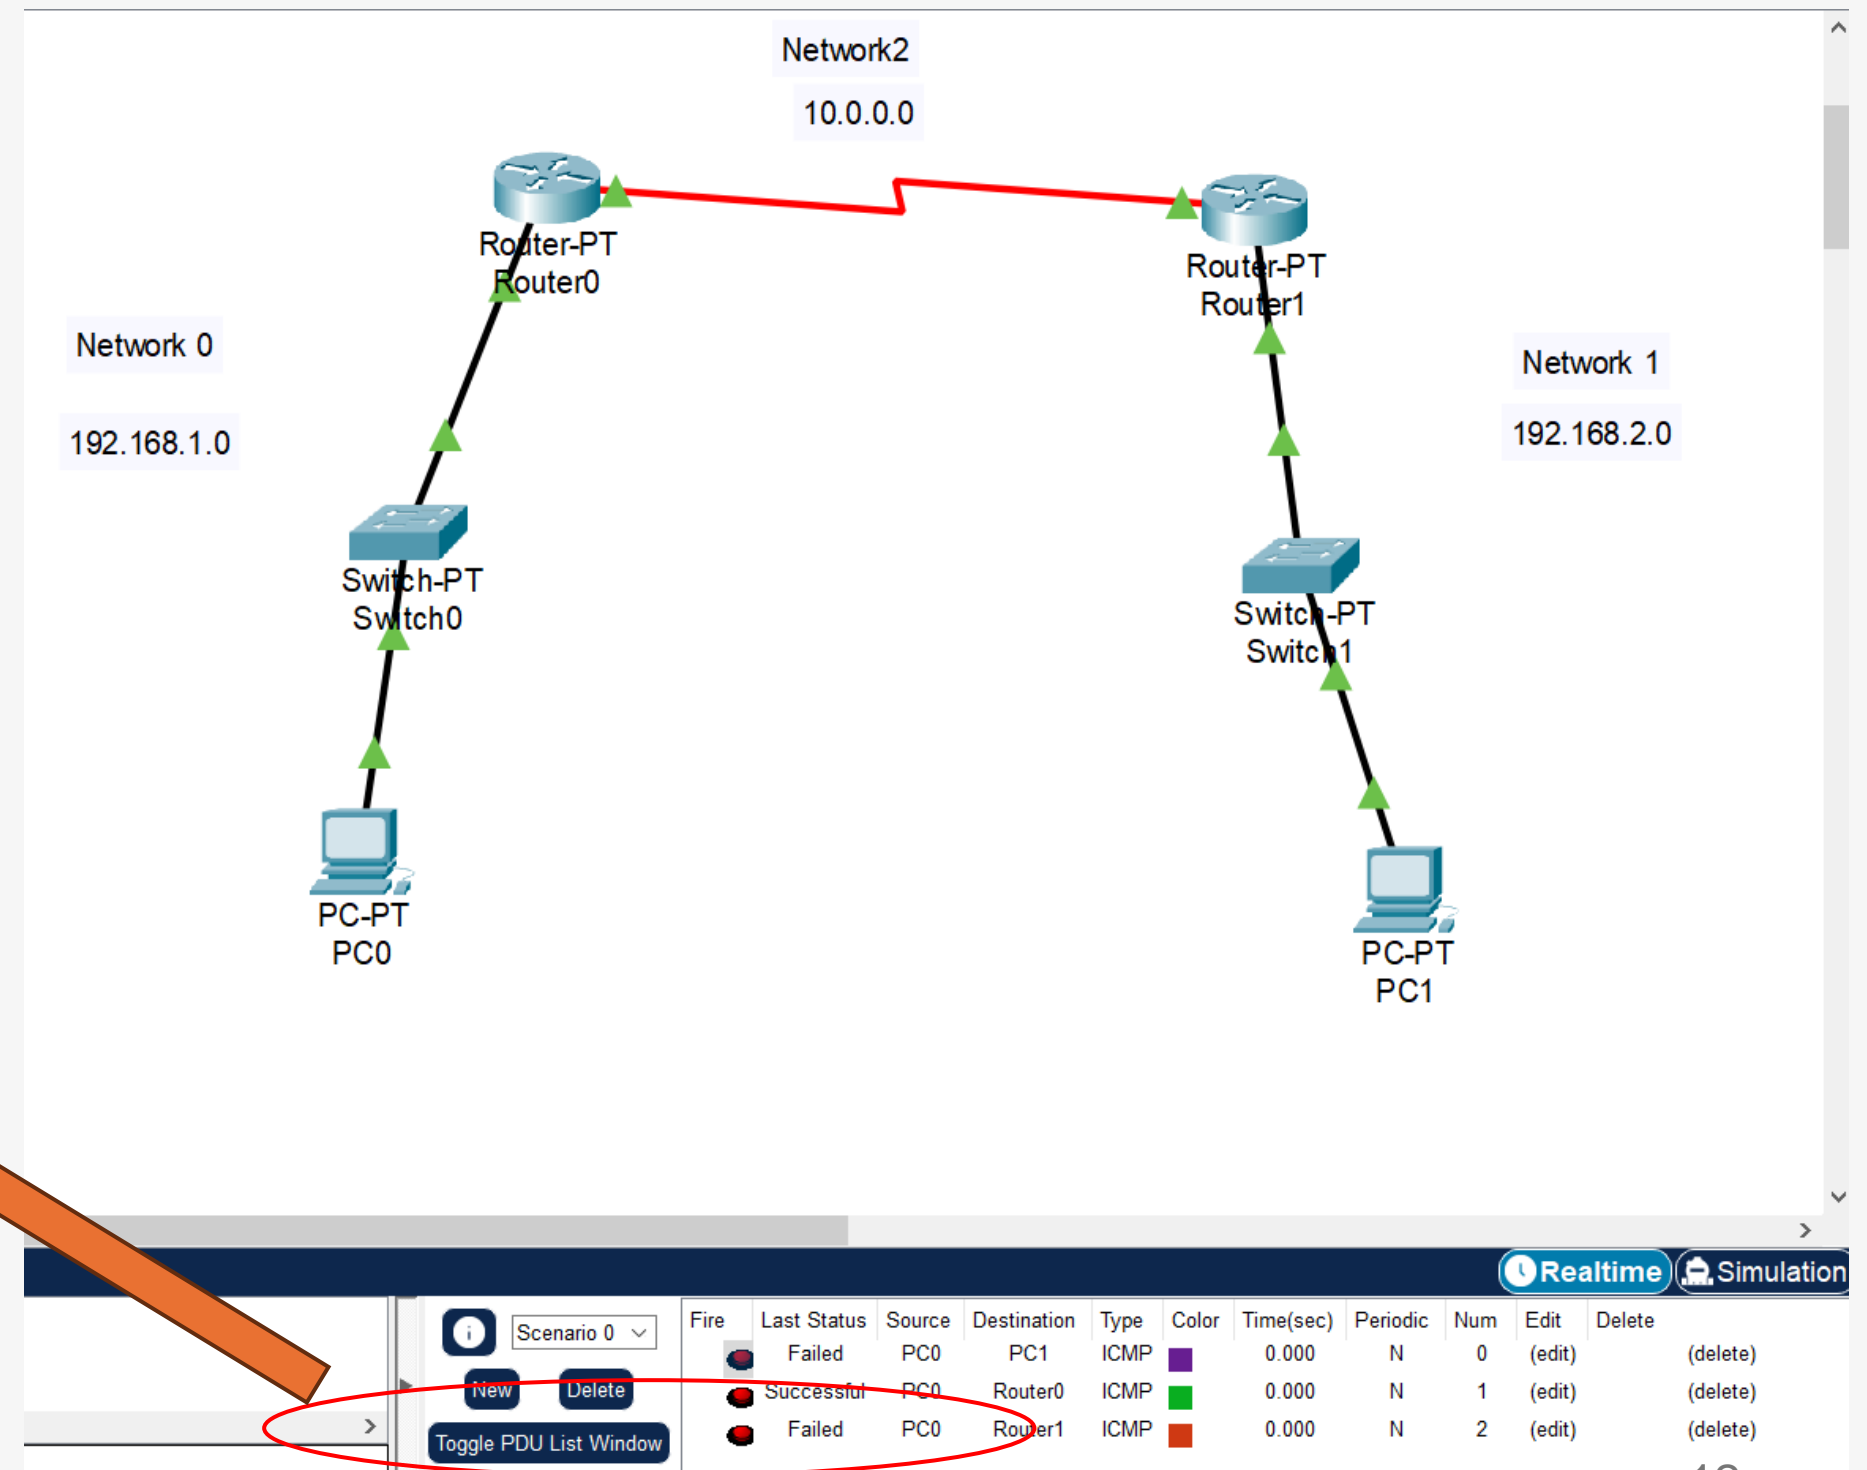 Network2
10.0.0.0
Router-PT
Router0
Router-PT
Router1
Network 0
192.168.1.0
Network 1
192.168.2.0
Switch-PT
Switch0
Switch-PT
Switch1
PC-PT
PC0
PC-PT
PC1
Realtime Simulation
Scenario 0
New Delete
Toggle PDU List Window
Fire Last Status Source Destination Type Color Time(sec) Periodic Num Edit Delete
Failed PC0 PC1 ICMP 0.000 N 0 (edit) (delete)
Successful PC0 Router0 ICMP 0.000 N 1 (edit) (delete)
Failed PC0 Router1 ICMP 0.000 N 2 (edit) (delete)